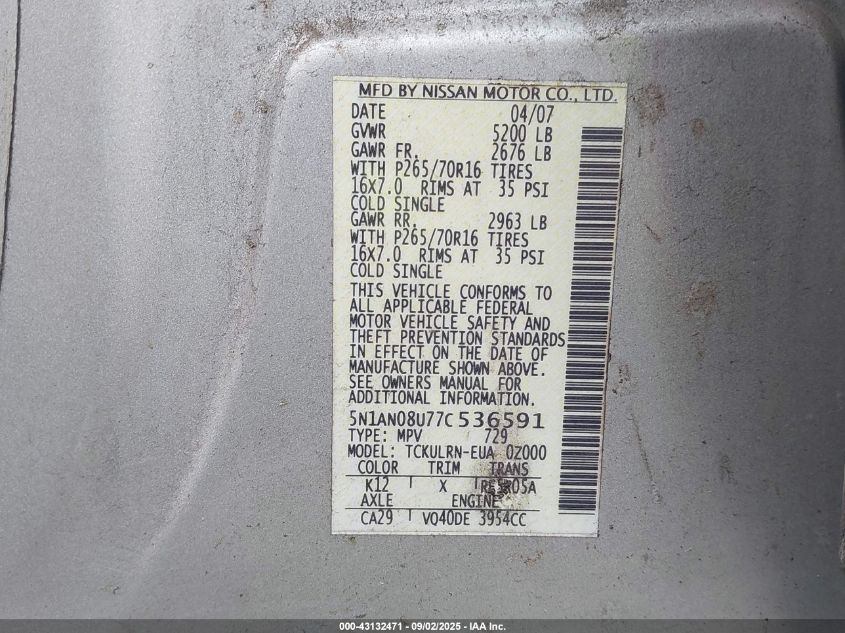 MFD BY NISSAN MOTOR CO., LTD.
DATE 04/07
GVWR 5200 LB
GAWR FR. 2676 LB
WITH P265/70R16 TIRES
16X7.0 RIMS AT 35 PSI
COLD SINGLE
GAWR RR. 2963 LB
WITH P265/70R16 TIRES
16X7.0 RIMS AT 35 PSI
COLD SINGLE
THIS VEHICLE CONFORMS TO
ALL APPLICABLE FEDERAL
MOTOR VEHICLE SAFETY AND
THEFT PREVENTION STANDARDS
IN EFFECT ON THE DATE OF
MANUFACTURE SHOWN ABOVE.
SEE OWNERS MANUAL FOR
ADDITIONAL INFORMATION.
5N1AN08U77C536591
TYPE: MPV 729
MODEL: TCKULRN-EUA 0Z000
COLOR TRIM TRANS
K12 X RE5R05A
AXLE ENGINE
CA29 VQ40DE 3954CC
000-43132471 - 09/02/2025 - IAA Inc.